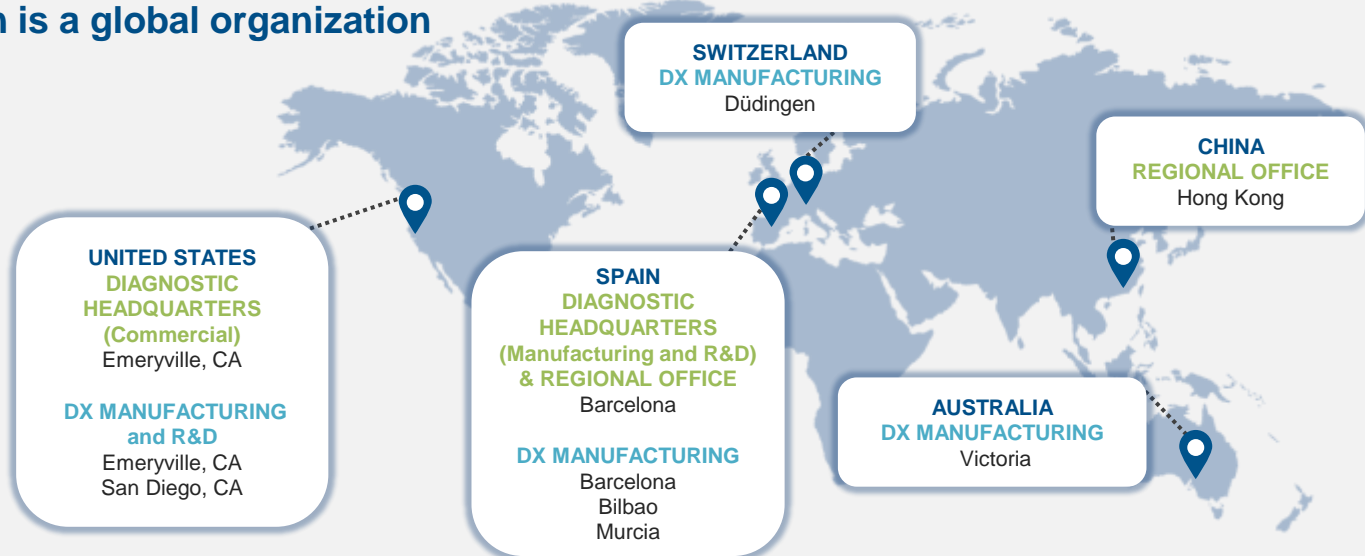 is a global organization
SWITZERLAND
DX MANUFACTURING
Düdingen
CHINA
REGIONAL OFFICE
Hong Kong
UNITED STATES
DIAGNOSTIC
HEADQUARTERS
(Commercial)
Emeryville, CA
DX MANUFACTURING
and R&D
Emeryville, CA
San Diego, CA
SPAIN
DIAGNOSTIC
HEADQUARTERS
(Manufacturing and R&D)
& REGIONAL OFFICE
Barcelona
DX MANUFACTURING
Barcelona
Bilbao
Murcia
AUSTRALIA
DX MANUFACTURING
Victoria